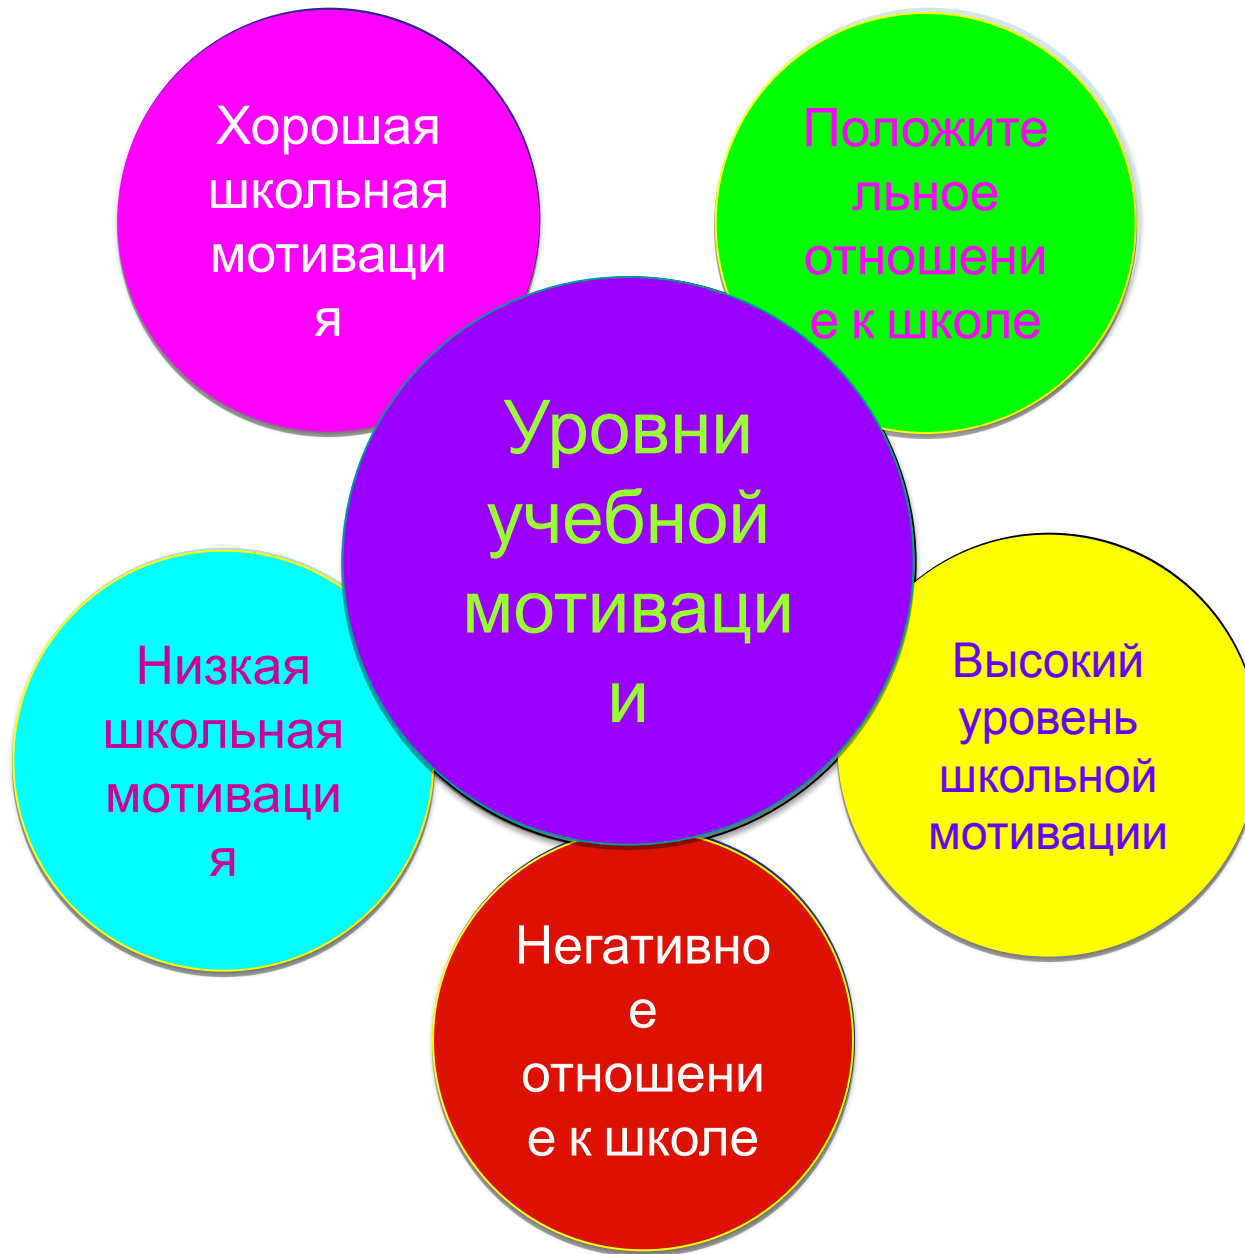 Хорошая
школьная
мотиваци
я
Положите
льное
отношени
е к школе
Уровни
учебной
мотиваци
и
Низкая
школьная
мотиваци
я
Высокий
уровень
школьной
мотивации
Негативно
е
отношени
е к школе